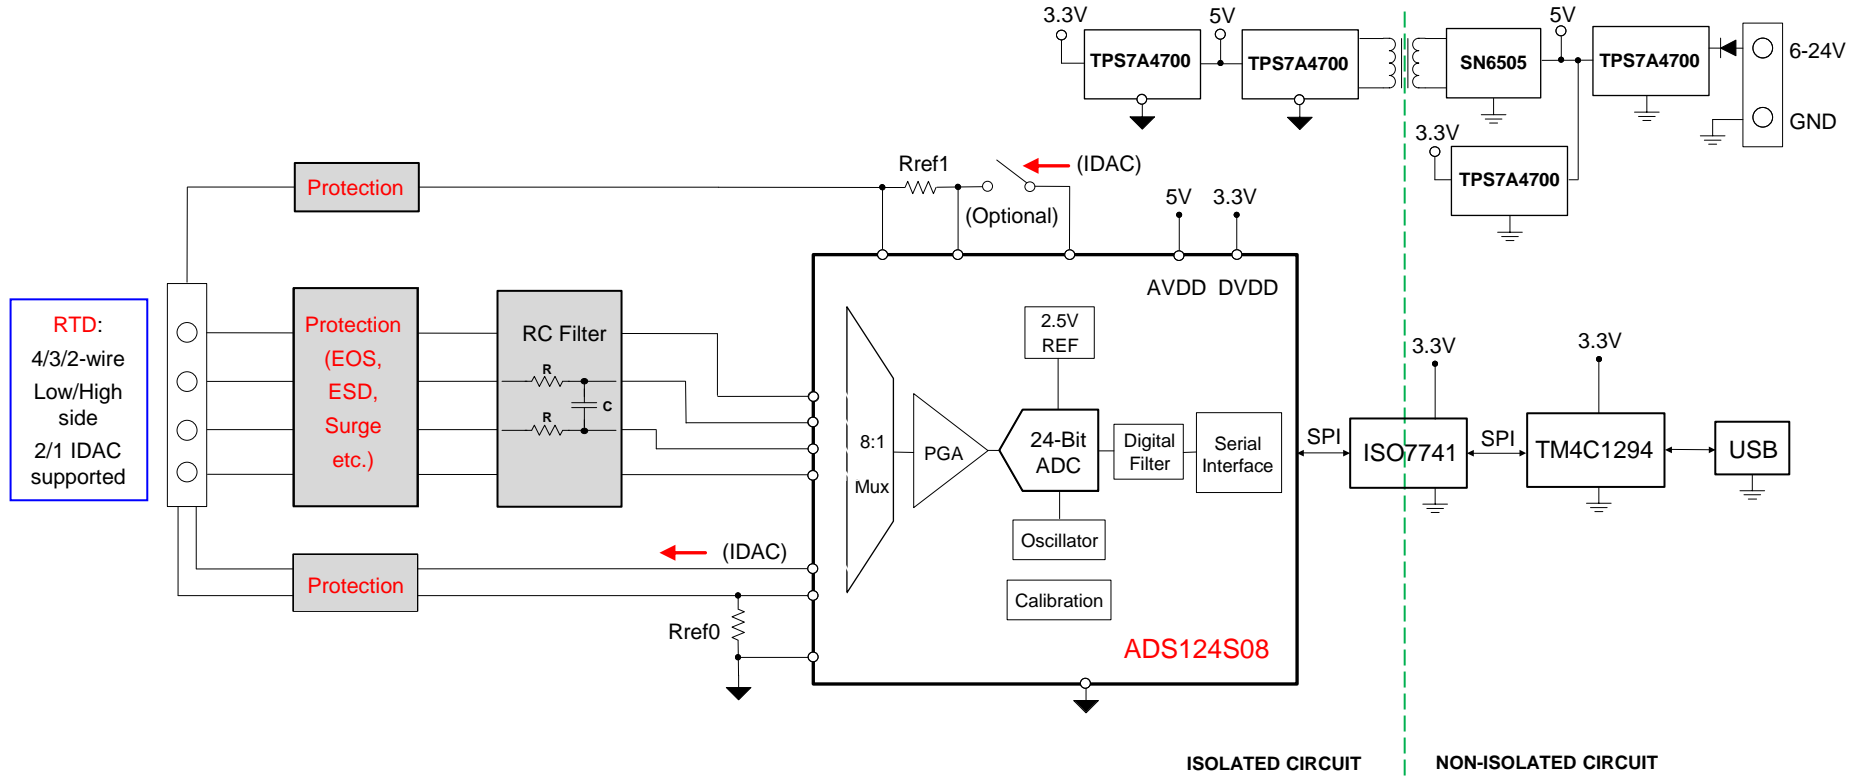 3.3V
5V
5V
TPS7A4700
TPS7A4700
SN6505
TPS7A4700
6-24V
GND
3.3V
TPS7A4700
Protection
Rref1
(IDAC)
(Optional)
5V
3.3V
AVDD
DVDD
RTD:
4/3/2-wire
Low/High
side
2/1 IDAC
supported
Protection
(EOS,
ESD,
Surge
etc.)
RC Filter
R
R
C
8:1
Mux
PGA
2.5V
REF
24-Bit
ADC
Digital
Filter
Serial
Interface
Oscillator
Calibration
SPI
3.3V
ISO7741
SPI
3.3V
TM4C1294
USB
(IDAC)
Protection
Rref0
ADS124S08
ISOLATED CIRCUIT
NON-ISOLATED CIRCUIT